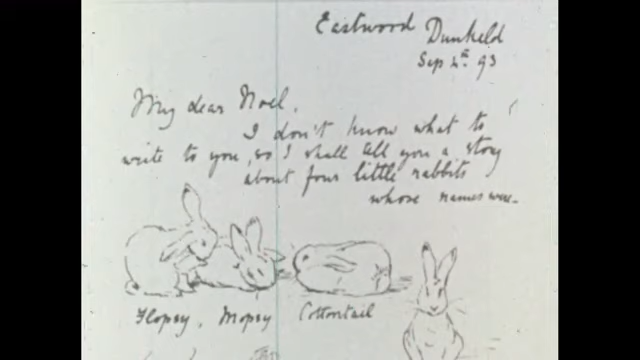 Eastwood Dunkeld
Sep 4th 93
My dear Noel,
I don't know what to
write to you, so I shall tell you a story
about four little rabbits
whose names were_
Flopsy, Mopsy Cottontail